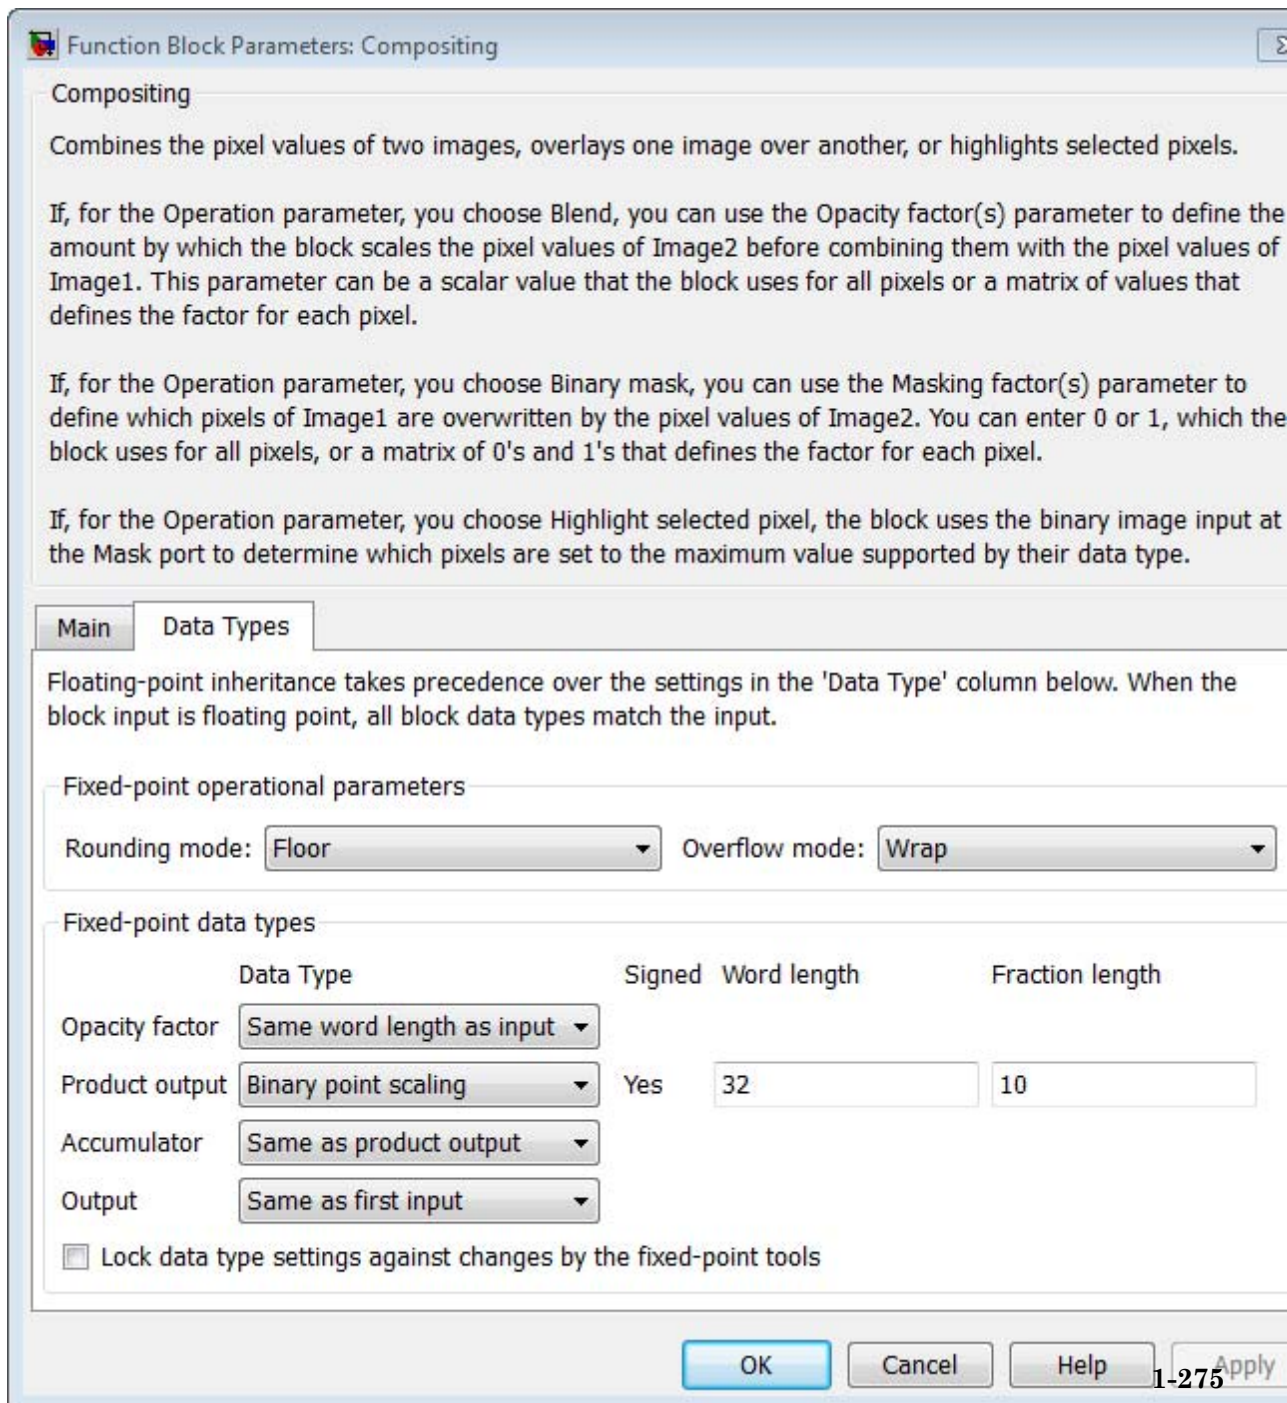 Function Block Parameters: Compositing
Compositing
Combines the pixel values of two images, overlays one image over another, or highlights selected pixels.
If, for the Operation parameter, you choose Blend, you can use the Opacity factor(s) parameter to define the
amount by which the block scales the pixel values of Image2 before combining them with the pixel values of
Image1. This parameter can be a scalar value that the block uses for all pixels or a matrix of values that
defines the factor for each pixel.
If, for the Operation parameter, you choose Binary mask, you can use the Masking factor(s) parameter to
define which pixels of Image1 are overwritten by the pixel values of Image2. You can enter 0 or 1, which the
block uses for all pixels, or a matrix of 0's and 1's that defines the factor for each pixel.
If, for the Operation parameter, you choose Highlight selected pixel, the block uses the binary image input at
the Mask port to determine which pixels are set to the maximum value supported by their data type.
Main Data Types
Floating-point inheritance takes precedence over the settings in the 'Data Type' column below. When the
block input is floating point, all block data types match the input.
Fixed-point operational parameters
Rounding mode: Floor Overflow mode: Wrap
Fixed-point data types
Data Type Signed Word length Fraction length
Opacity factor Same word length as input
Product output Binary point scaling Yes 32 10
Accumulator Same as product output
Output Same as first input
Lock data type settings against changes by the fixed-point tools
OK Cancel Help Apply
1-275